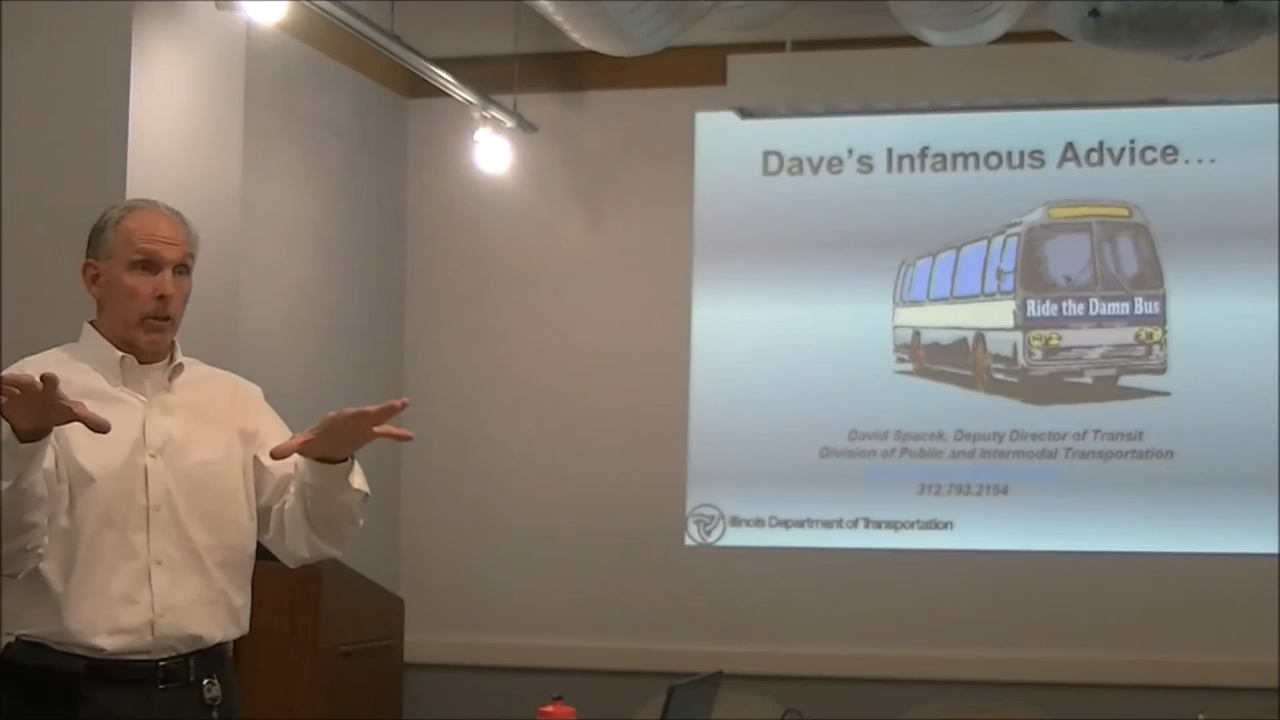 Dave's Infamous Advice...
Ride the Damn Bus
David Spacek, Deputy Director of Transit
Division of Public and Intermodal Transportation
312.793.2154
Illinois Department of Transportation